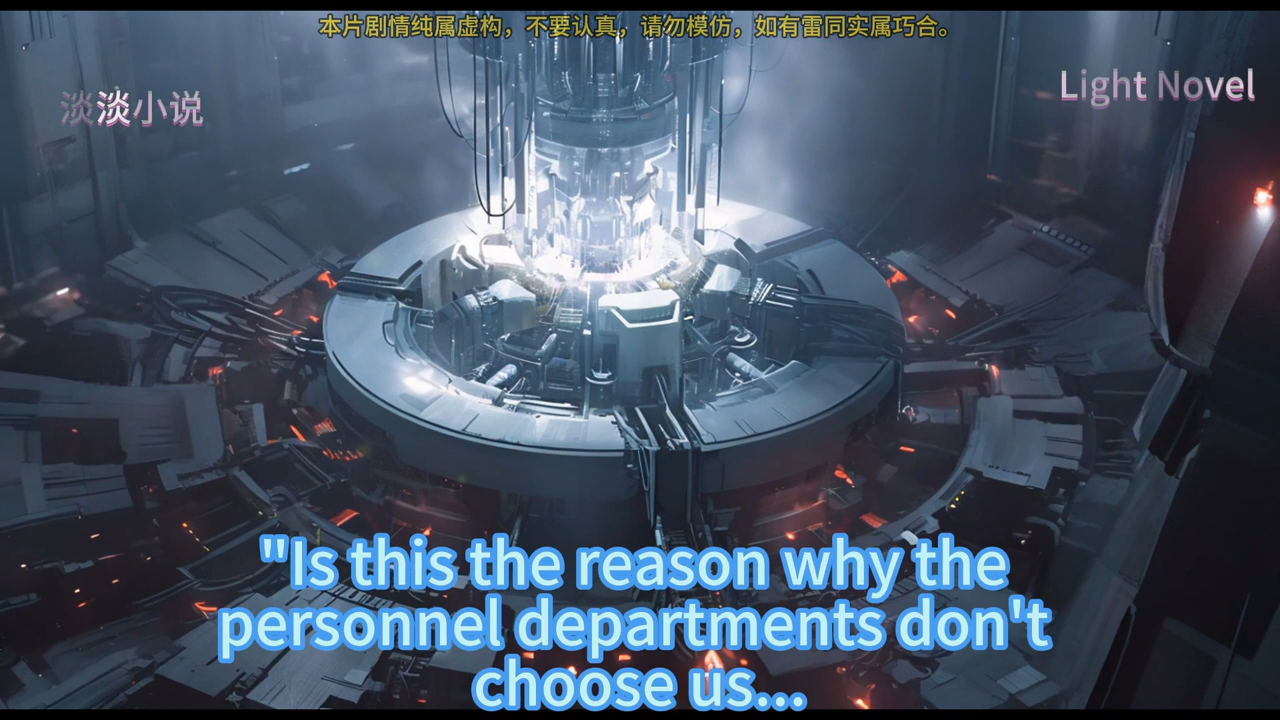 本片剧情纯属虚构，不要认真，请勿模仿，如有雷同实属巧合。
淡淡小说
Light Novel
"Is this the reason why the
personnel departments don't
choose us...